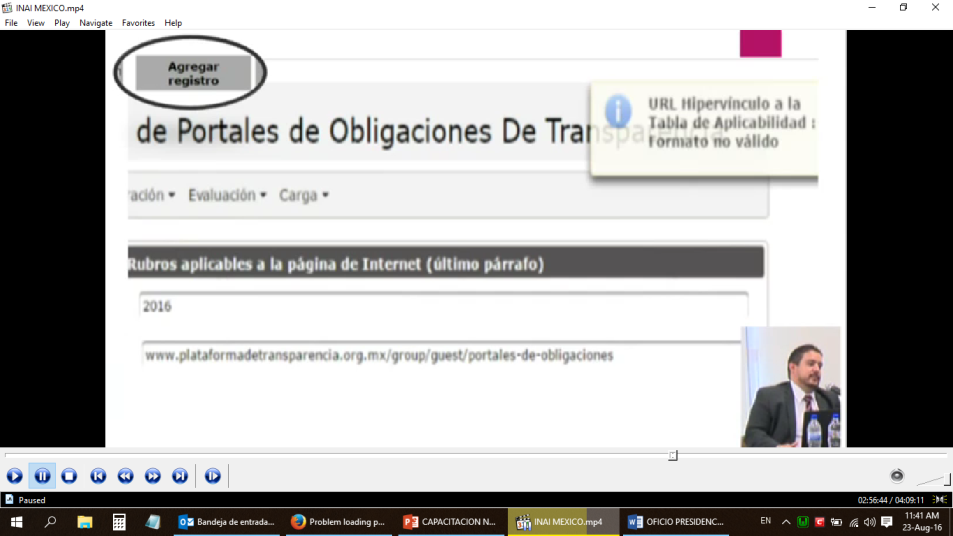 INAI MEXICO.mp4
File View Play Navigate Favorites Help
Agregar
registro
URL Hipervínculo a la
Tabla de Aplicabilidad :
Formato no válido
de Portales de Obligaciones De Transparencia
ración Evaluación Carga
Rubros aplicables a la página de Internet (último párrafo)
2016
www.plataformadetransparencia.org.mx/group/guest/portales-de-obligaciones
Paused 02:56:44 / 04:09:11
Bandeja de entrada... Problem loading p... CAPACITACION N... INAI MEXICO.mp4 OFICIO PRESIDENC... EN 11:41 AM
23-Aug-16